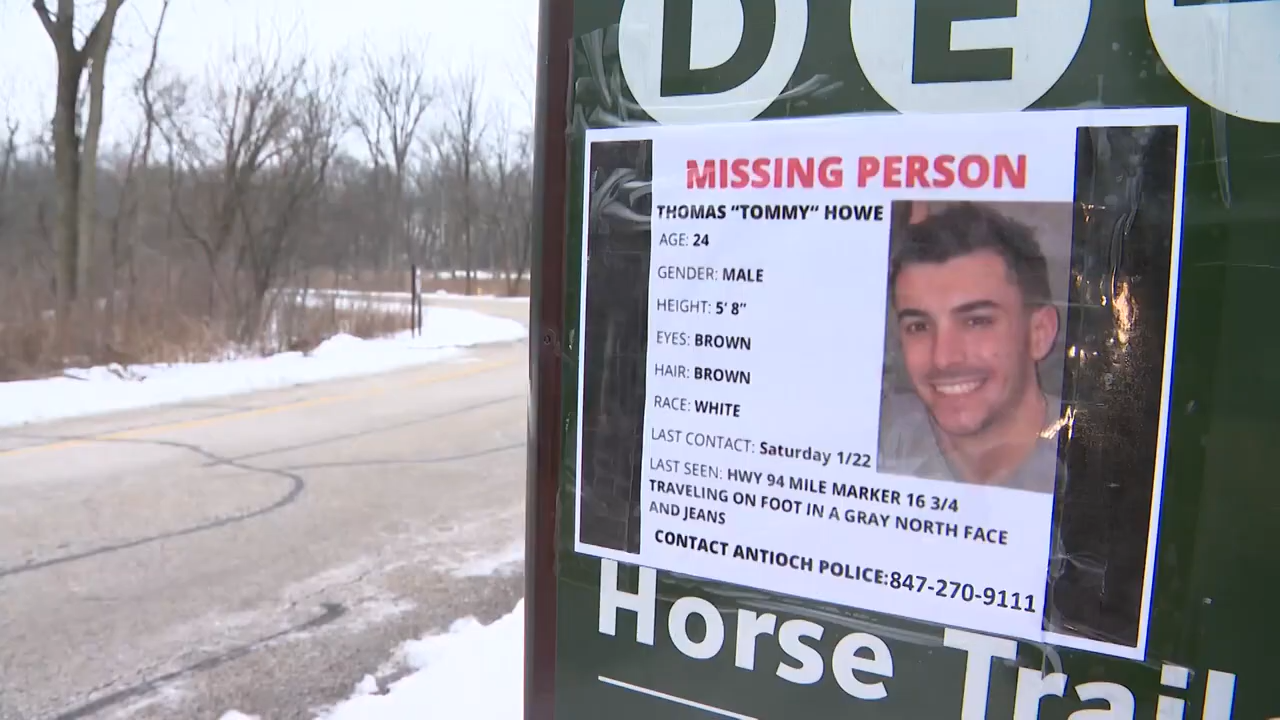 DE
MISSING PERSON
THOMAS “TOMMY“ HOWE
AGE: 24
GENDER: MALE
HEIGHT: 5’ 8”
EYES: BROWN
HAIR: BROWN
RACE: WHITE
LAST CONTACT: Saturday 1/22
LAST SEEN: HWY 94 MILE MARKER 16 3/4
TRAVELING ON FOOT IN A GRAY NORTH FACE
AND JEANS
CONTACT ANTIOCH POLICE:847-270-9111
Horse Trail